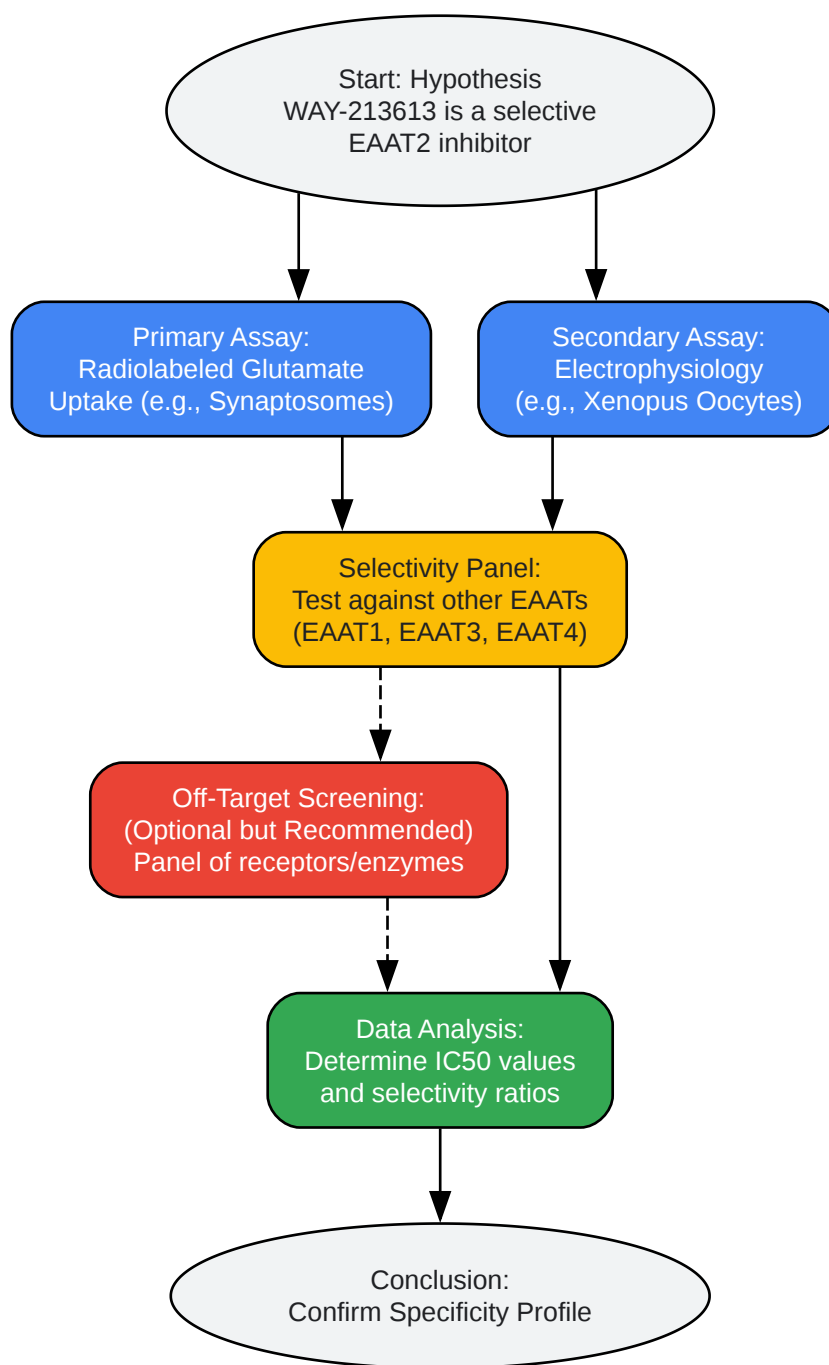 Start: Hypothesis
WAY-213613 is a selective
EAAT2 inhibitor
Primary Assay:
Radiolabeled Glutamate
Uptake (e.g., Synaptosomes)
Secondary Assay:
Electrophysiology
(e.g., Xenopus Oocytes)
Selectivity Panel:
Test against other EAATs
(EAAT1, EAAT3, EAAT4)
Off-Target Screening:
(Optional but Recommended)
Panel of receptors/enzymes
Data Analysis:
Determine IC50 values
and selectivity ratios
Conclusion:
Confirm Specificity Profile